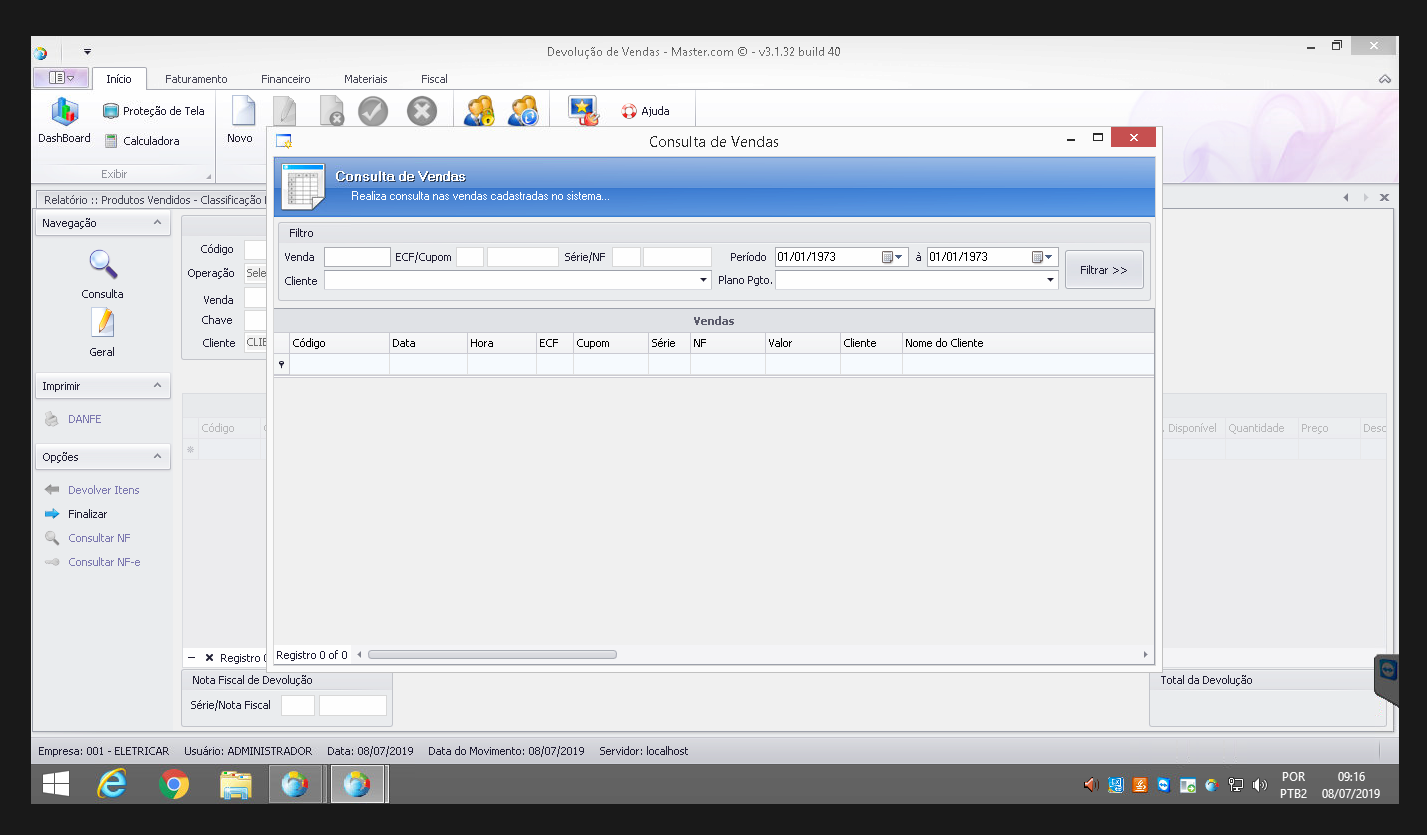 Devolução de Vendas - Master.com © - v3.1.32 build 40
Início Faturamento Financeiro Materiais Fiscal
DashBoard
Proteção de Tela
Calculadora
Exibir
Novo
Ajuda
Relatório :: Produtos Vendidos - Classificação
Navegação
Consulta
Geral
Imprimir
DANFE
Opções
Devolver Itens
Finalizar
Consultar NF
Consultar NF-e
Código
Operação Sele
Venda
Chave
Cliente CLIE
Código
Consulta de Vendas
Consulta de Vendas
Realiza consulta nas vendas cadastradas no sistema...
Filtro
Venda ECF/Cupom Série/NF Período 01/01/1973 à 01/01/1973
Cliente Plano Pgto.
Filtrar >>
Vendas
Código Data Hora ECF Cupom Série NF Valor Cliente Nome do Cliente
Registro 0 of 0
Disponível Quantidade Preço Desc
Registro
Nota Fiscal de Devolução
Série/Nota Fiscal
Total da Devolução
Empresa: 001 - ELETRICAR Usuário: ADMINISTRADOR Data: 08/07/2019 Data do Movimento: 08/07/2019 Servidor: localhost
POR 09:16
PTB2 08/07/2019